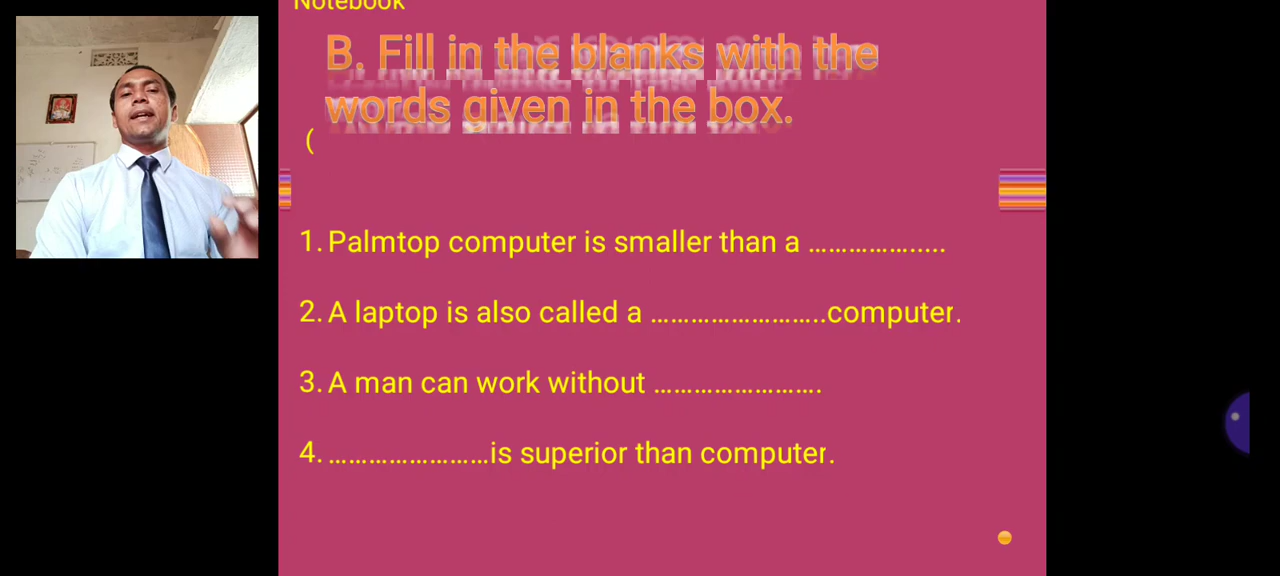 Notebook
B. Fill in the blanks with the
words given in the box.
(
1. Palmtop computer is smaller than a ……………......
2. A laptop is also called a ……………………..computer.
3. A man can work without …………………….
4. ……………………is superior than computer.